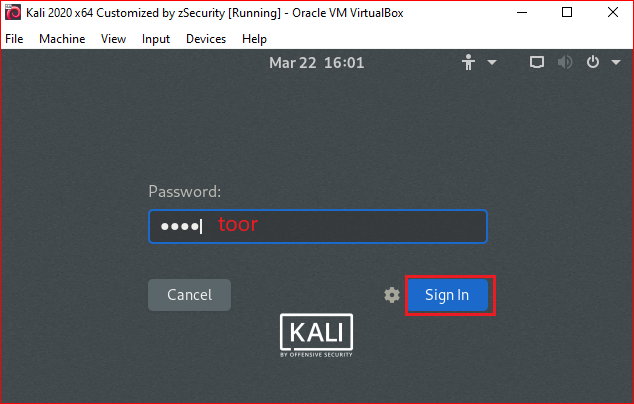 Kali 2020 x64 Customized by zSecurity [Running] - Oracle VM VirtualBox
File Machine View Input Devices Help
Mar 22 16:01
Password:
●●●● toor
Cancel Sign In
KALI
BY OFFENSIVE SECURITY